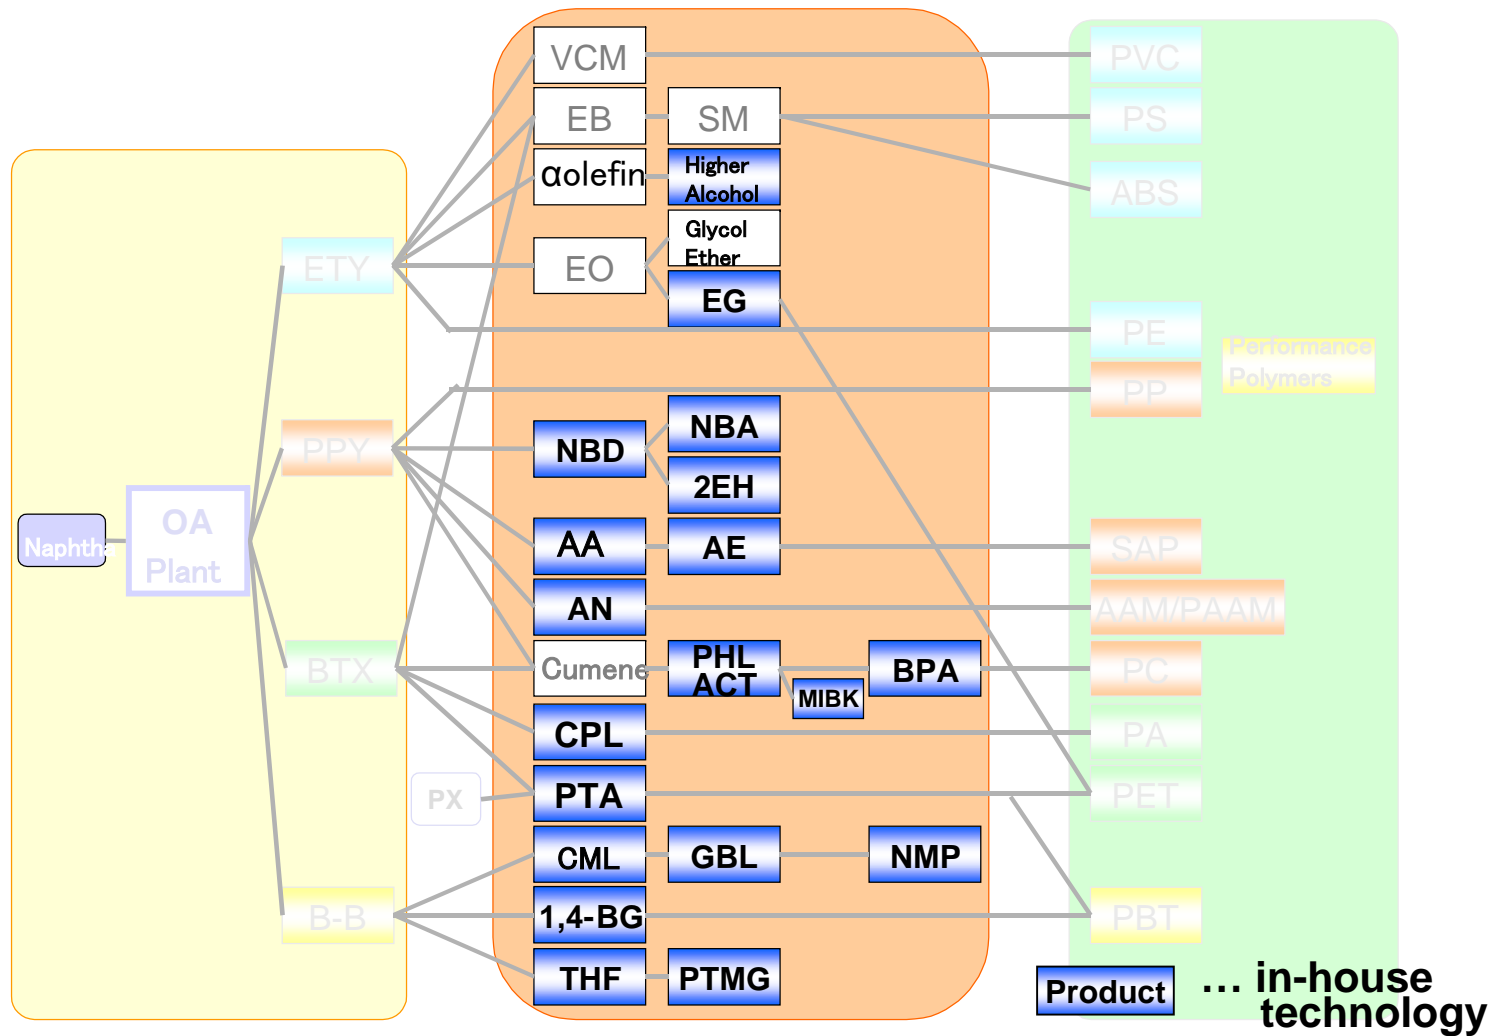 VCM
PVC
EB
SM
PS
αolefin
Higher
Alcohol
ABS
Glycol
Ether
ETY
EO
EG
PE
Performance
Polymers
PP
NBA
PPY
NBD
2EH
OA
Plant
Naphtha
AA
AE
SAP
AN
AAM/PAAM
BTX
Cumene
PHL
ACT
MIBK
BPA
PC
CPL
PA
PX
PTA
PET
CML
GBL
NMP
B-B
1,4-BG
PBT
THF
PTMG
Product
... in-house
technology